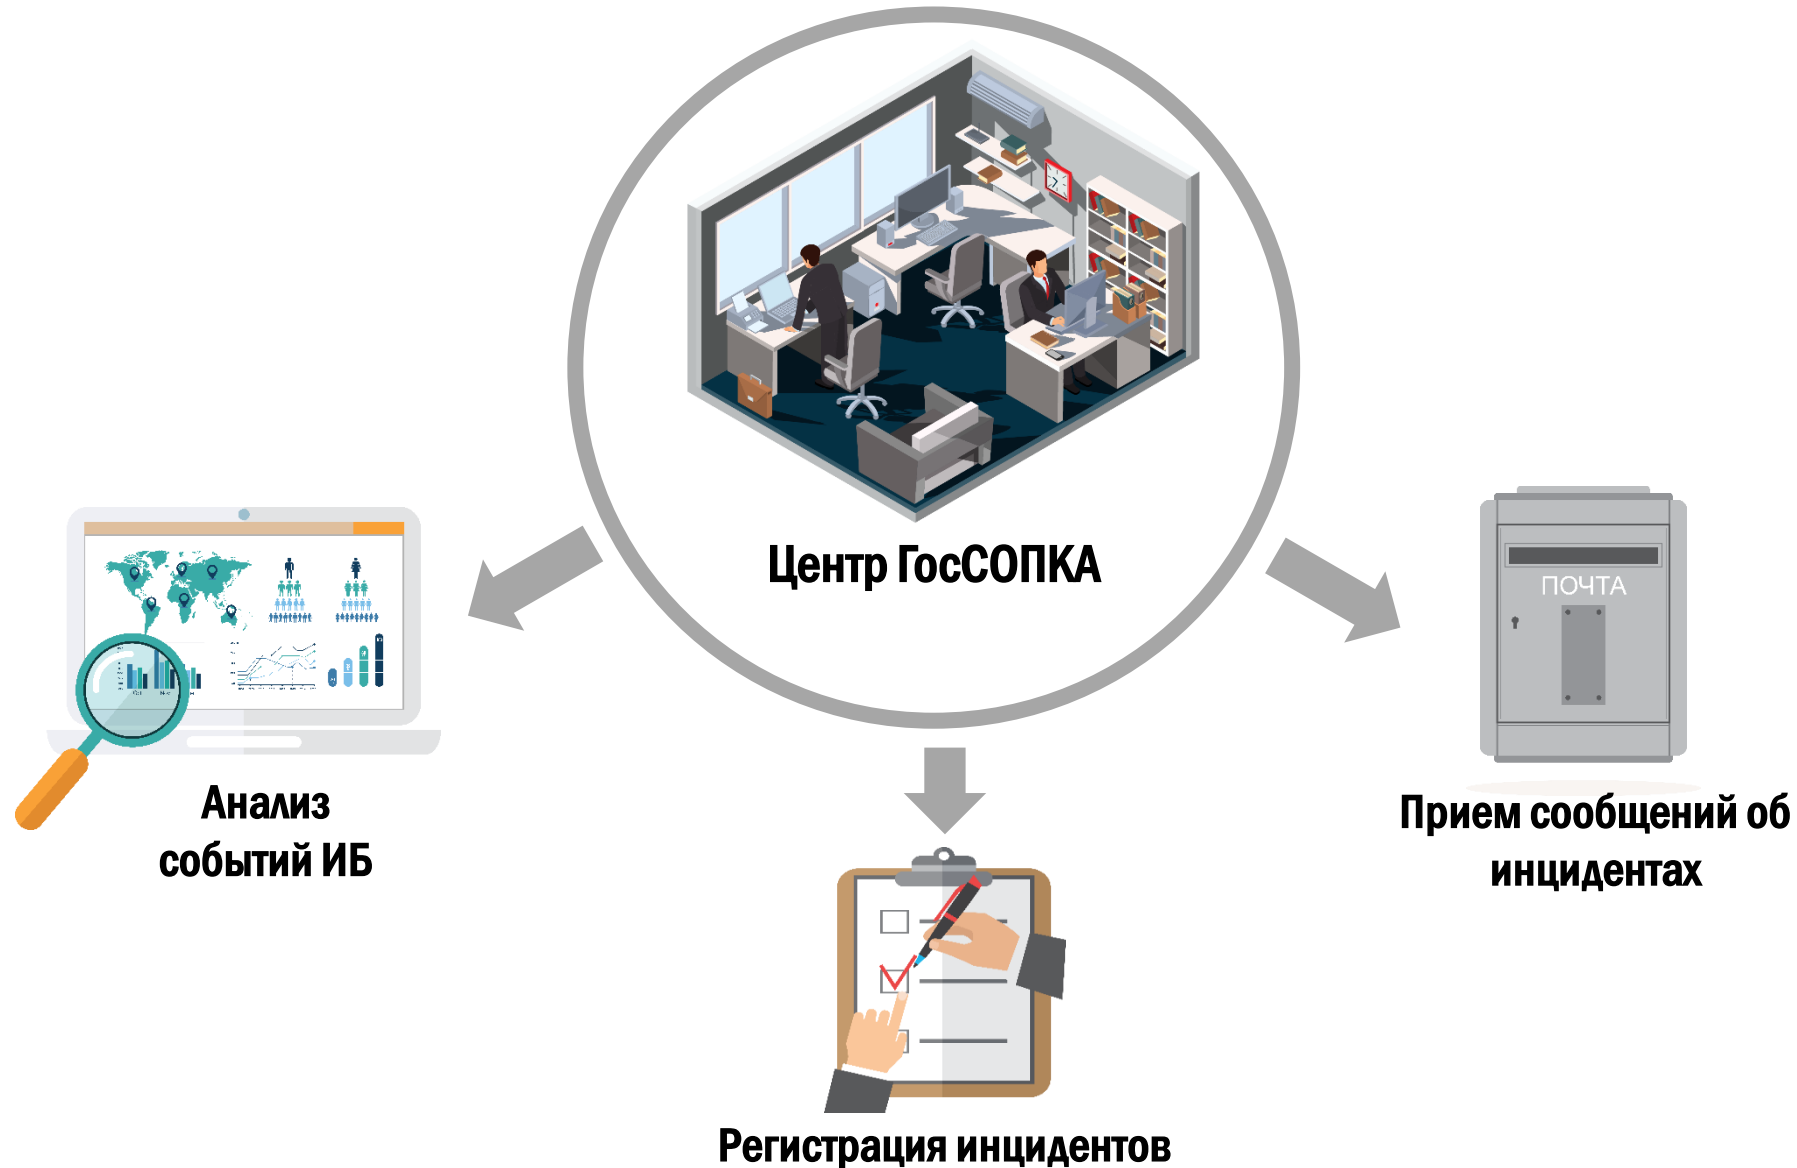 Центр ГосСОПКА
ПОЧТА
Анализ
событий ИБ
Прием сообщений об
инцидентах
Регистрация инцидентов